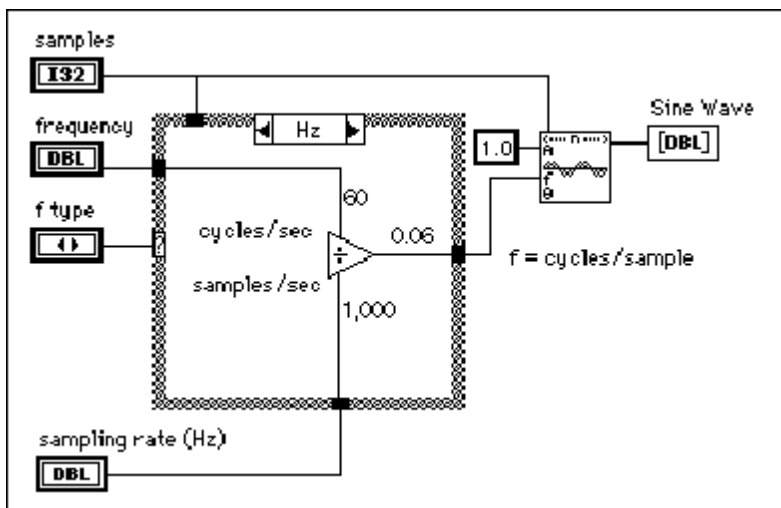 samples
I32
frequency
DBL
f type
?
Hz
60
cycles/sec
÷
0.06
samples/sec
1,000
1.0
Sine Wave
[DBL]
f = cycles/sample
sampling rate (Hz)
DBL